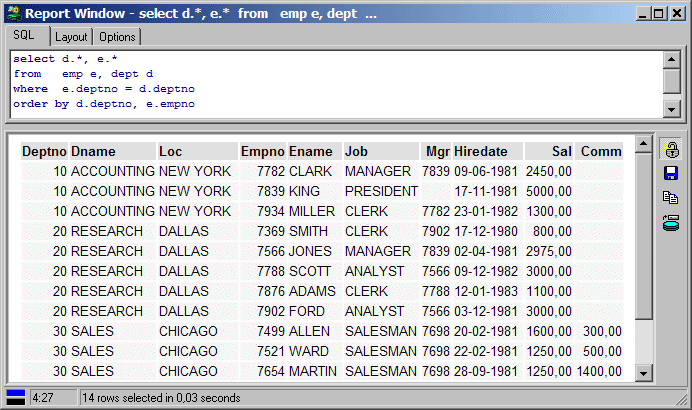 Report Window - select d.*, e.* from emp e, dept ...
SQL Layout Options
select d.*, e.*
from emp e, dept d
where e.deptno = d.deptno
order by d.deptno, e.empno
Deptno Dname Loc Empno Ename Job Mgr Hiredate Sal Comm
10 ACCOUNTING NEW YORK 7782 CLARK MANAGER 7839 09-06-1981 2450,00
10 ACCOUNTING NEW YORK 7839 KING PRESIDENT 17-11-1981 5000,00
10 ACCOUNTING NEW YORK 7934 MILLER CLERK 7782 23-01-1982 1300,00
20 RESEARCH DALLAS 7369 SMITH CLERK 7902 17-12-1980 800,00
20 RESEARCH DALLAS 7566 JONES MANAGER 7839 02-04-1981 2975,00
20 RESEARCH DALLAS 7788 SCOTT ANALYST 7566 09-12-1982 3000,00
20 RESEARCH DALLAS 7876 ADAMS CLERK 7788 12-01-1983 1100,00
20 RESEARCH DALLAS 7902 FORD ANALYST 7566 03-12-1981 3000,00
30 SALES CHICAGO 7499 ALLEN SALESMAN 7698 20-02-1981 1600,00 300,00
30 SALES CHICAGO 7521 WARD SALESMAN 7698 22-02-1981 1250,00 500,00
30 SALES CHICAGO 7654 MARTIN SALESMAN 7698 28-09-1981 1250,00 1400,00
4:27 14 rows selected in 0,03 seconds